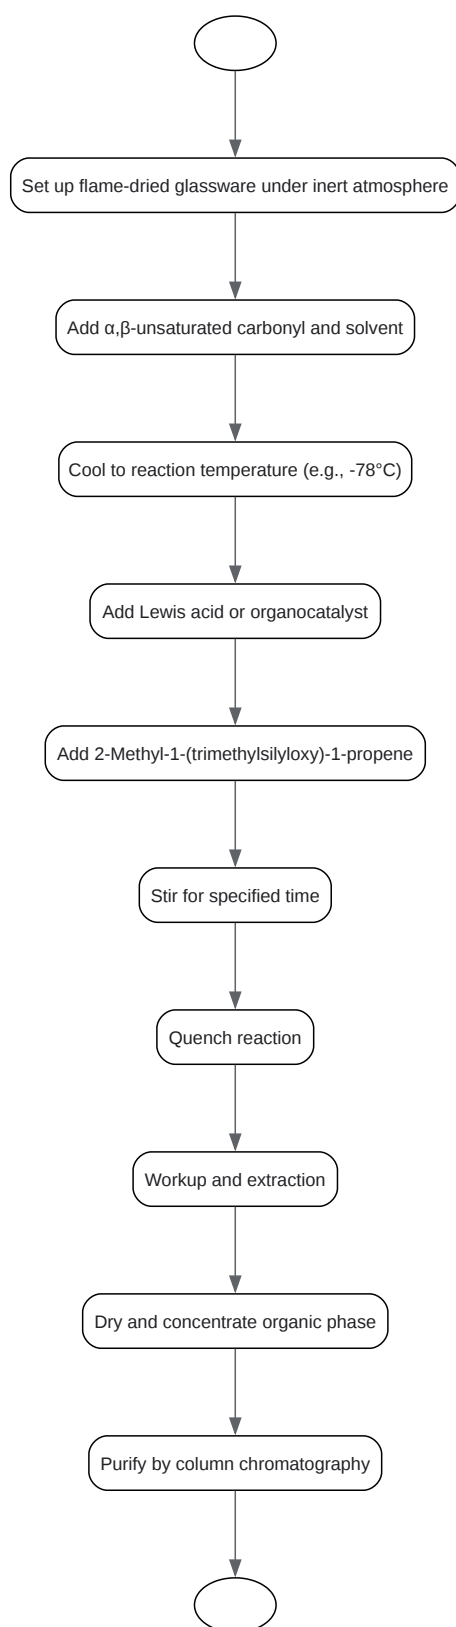 Set up flame-dried glassware under inert atmosphere
Add α,β-unsaturated carbonyl and solvent
Cool to reaction temperature (e.g., -78°C)
Add Lewis acid or organocatalyst
Add 2-Methyl-1-(trimethylsilyloxy)-1-propene
Stir for specified time
Quench reaction
Workup and extraction
Dry and concentrate organic phase
Purify by column chromatography